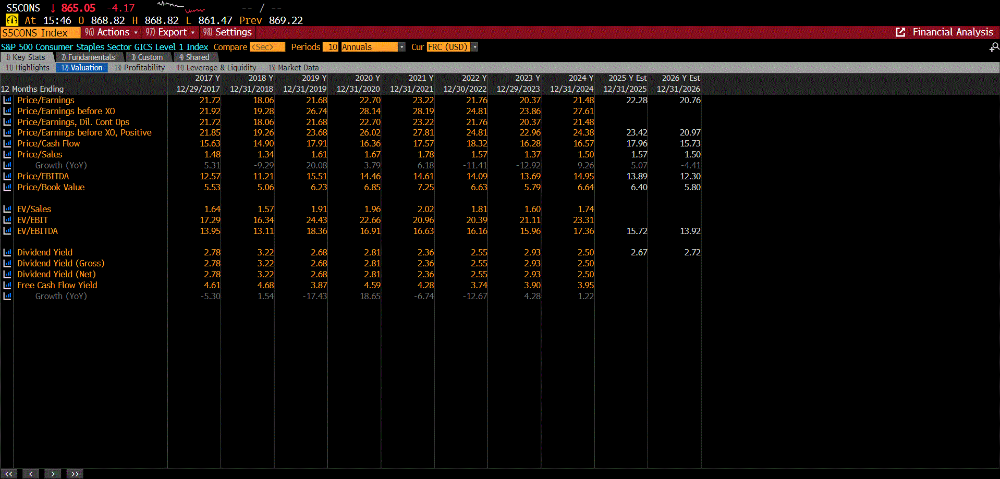 S5CONS ↓ 865.05 -4.17 -- / --
At 15:46 O 868.82 H 868.82 L 861.47 Prev 869.22
S5CONS Index 96) Actions 97) Export 98) Settings Financial Analysis
S&P 500 Consumer Staples Sector GICS Level 1 Index Compare <Sec> Periods 10 Annuals Cur FRC (USD)
1) Key Stats 2) Fundamentals 3) Custom 4) Shared
11) Highlights 12) Valuation 13) Profitability 14) Leverage & Liquidity 15) Market Data
2017 Y 2018 Y 2019 Y 2020 Y 2021 Y 2022 Y 2023 Y 2024 Y 2025 Y Est 2026 Y Est
12 Months Ending 12/29/2017 12/31/2018 12/31/2019 12/31/2020 12/31/2021 12/30/2022 12/29/2023 12/31/2024 12/31/2025 12/31/2026
Price/Earnings 21.72 18.06 21.68 22.70 23.22 21.76 20.37 21.48 22.28 20.76
Price/Earnings before XO 21.92 19.28 26.74 28.14 28.19 24.81 23.86 27.61
Price/Earnings, Dil. Cont Ops 21.72 18.06 21.68 22.70 23.22 21.76 20.37 21.48
Price/Earnings before XO, Positive 21.85 19.26 23.68 26.02 27.81 24.81 22.96 24.38 23.42 20.97
Price/Cash Flow 15.63 14.90 17.91 16.36 17.57 18.32 16.28 16.57 17.96 15.73
Price/Sales 1.48 1.34 1.61 1.67 1.78 1.57 1.37 1.50 1.57 1.50
Growth (YoY) 5.31 -9.29 20.08 3.79 6.18 -11.41 -12.92 9.26 5.07 -4.41
Price/EBITDA 12.57 11.21 15.51 14.46 14.61 14.09 13.69 14.95 13.89 12.30
Price/Book Value 5.53 5.06 6.23 6.85 7.25 6.63 5.79 6.64 6.40 5.80
EV/Sales 1.64 1.57 1.91 1.96 2.02 1.81 1.60 1.74
EV/EBIT 17.29 16.34 24.43 22.66 20.96 20.39 21.11 23.31
EV/EBITDA 13.95 13.11 18.36 16.91 16.63 16.16 15.96 17.36 15.72 13.92
Dividend Yield 2.78 3.22 2.68 2.81 2.36 2.55 2.93 2.50 2.67 2.72
Dividend Yield (Gross) 2.78 3.22 2.68 2.81 2.36 2.55 2.93 2.50
Dividend Yield (Net) 2.78 3.22 2.68 2.81 2.36 2.55 2.93 2.50
Free Cash Flow Yield 4.61 4.68 3.87 4.59 4.28 3.74 3.90 3.95
Growth (YoY) -5.30 1.54 -17.43 18.65 -6.74 -12.67 4.28 1.22
<< < > >>